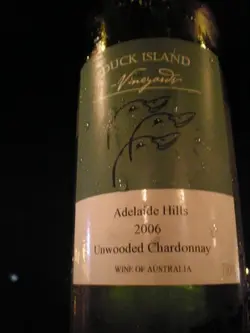 DUCK ISLAND
Vineyards
Adelaide Hills
2006
Unwooded Chardonnay
WINE OF AUSTRALIA